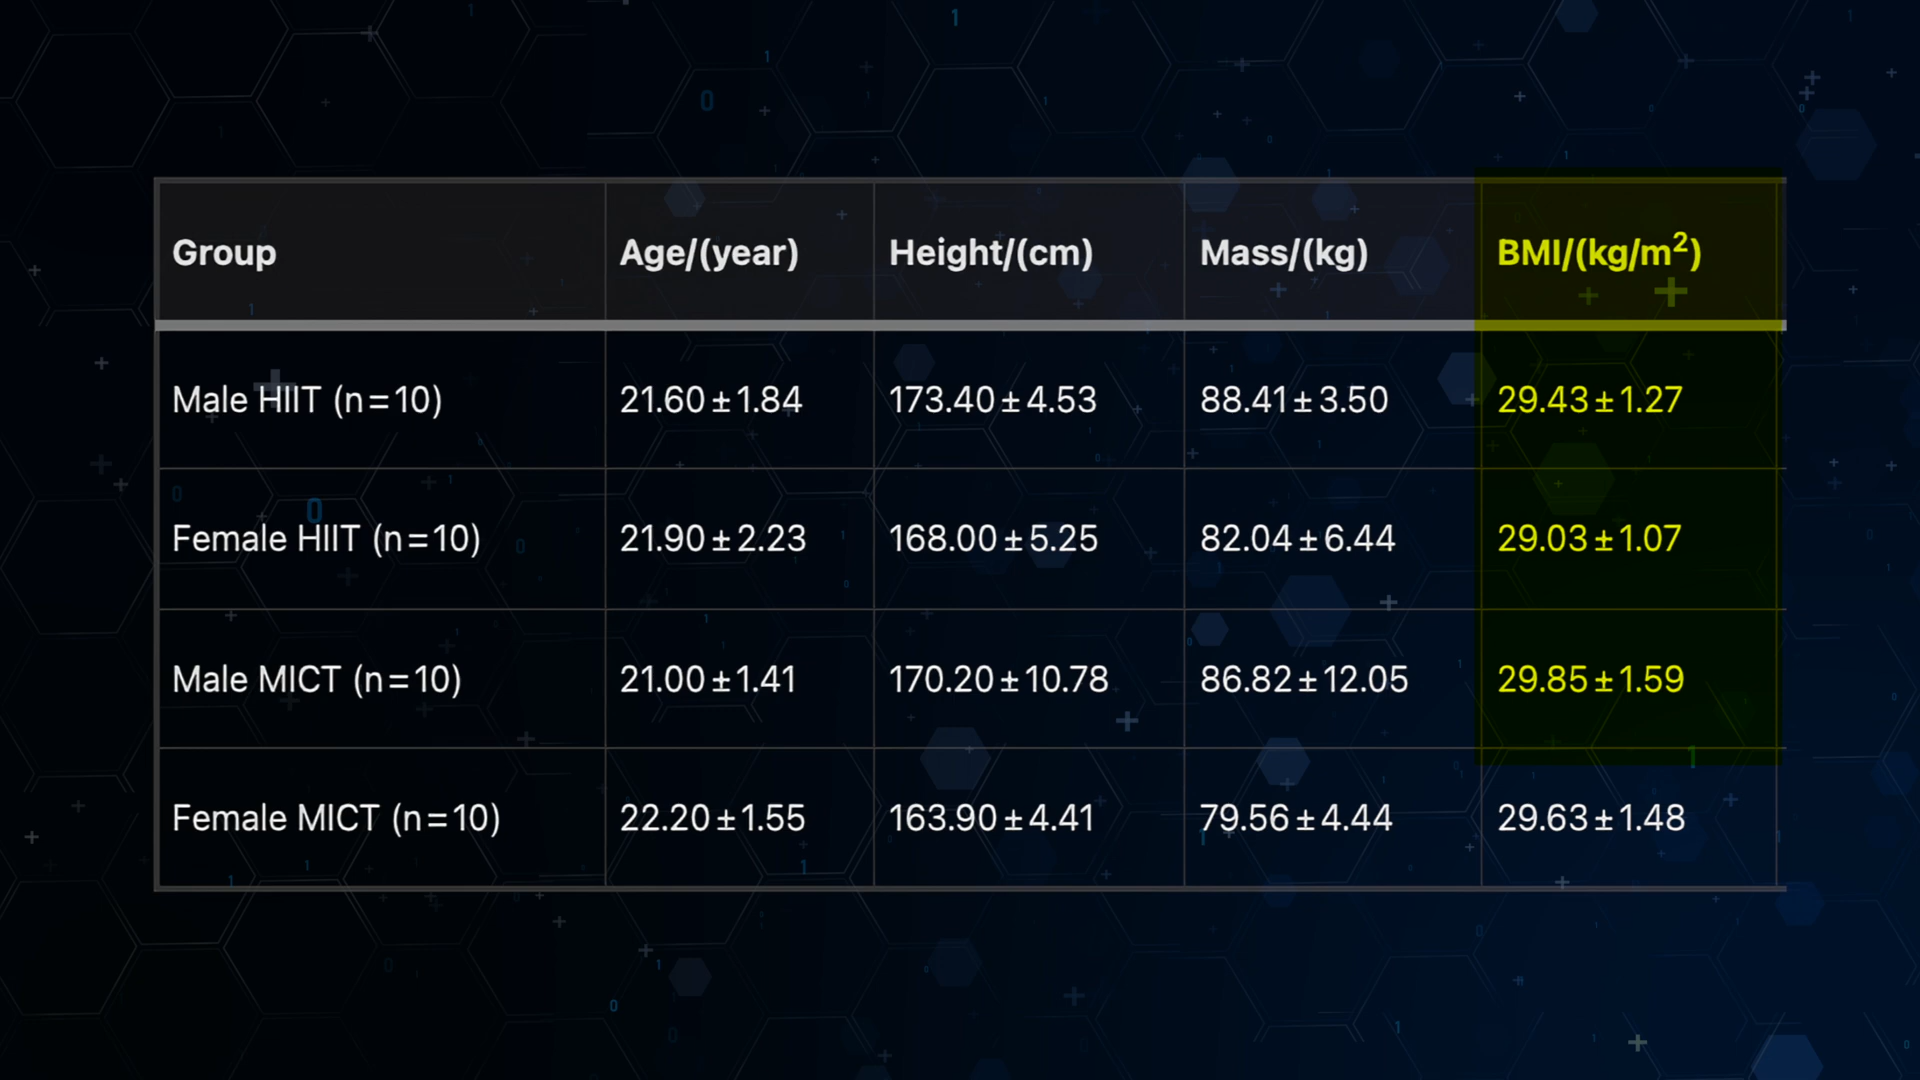 Group Age/(year) Height/(cm) Mass/(kg) BMI/(kg/m²)
Male HIIT (n=10) 21.60±1.84 173.40±4.53 88.41±3.50 29.43±1.27
Female HIIT (n=10) 21.90±2.23 168.00±5.25 82.04±6.44 29.03±1.07
Male MICT (n=10) 21.00±1.41 170.20±10.78 86.82±12.05 29.85±1.59
Female MICT (n=10) 22.20±1.55 163.90±4.41 79.56±4.44 29.63±1.48